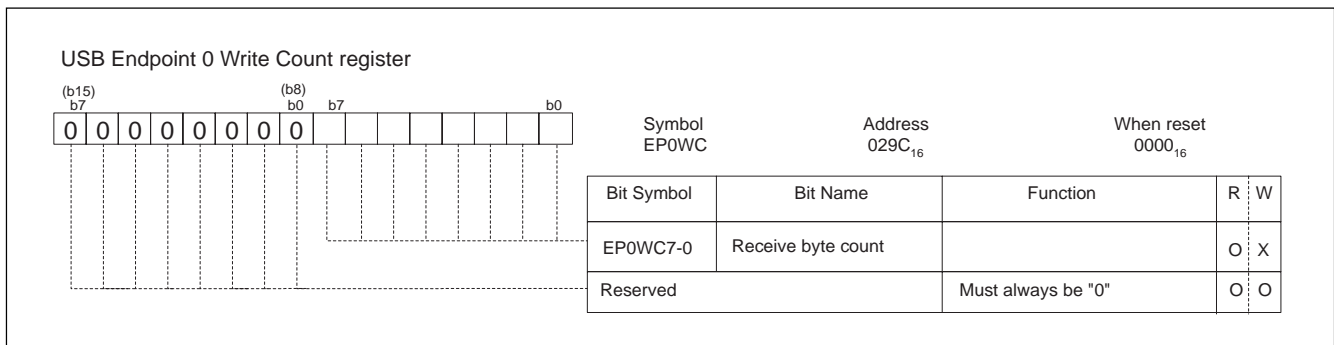 USB Endpoint 0 Write Count register
(b15) (b8)
b7 b0 b7 b0
0 0 0 0 0 0 0 0
Symbol Address When reset
EP0WC 029C₁₆ 0000₁₆
Bit Symbol Bit Name Function R W
EP0WC7-0 Receive byte count O X
Reserved Must always be "0" O O